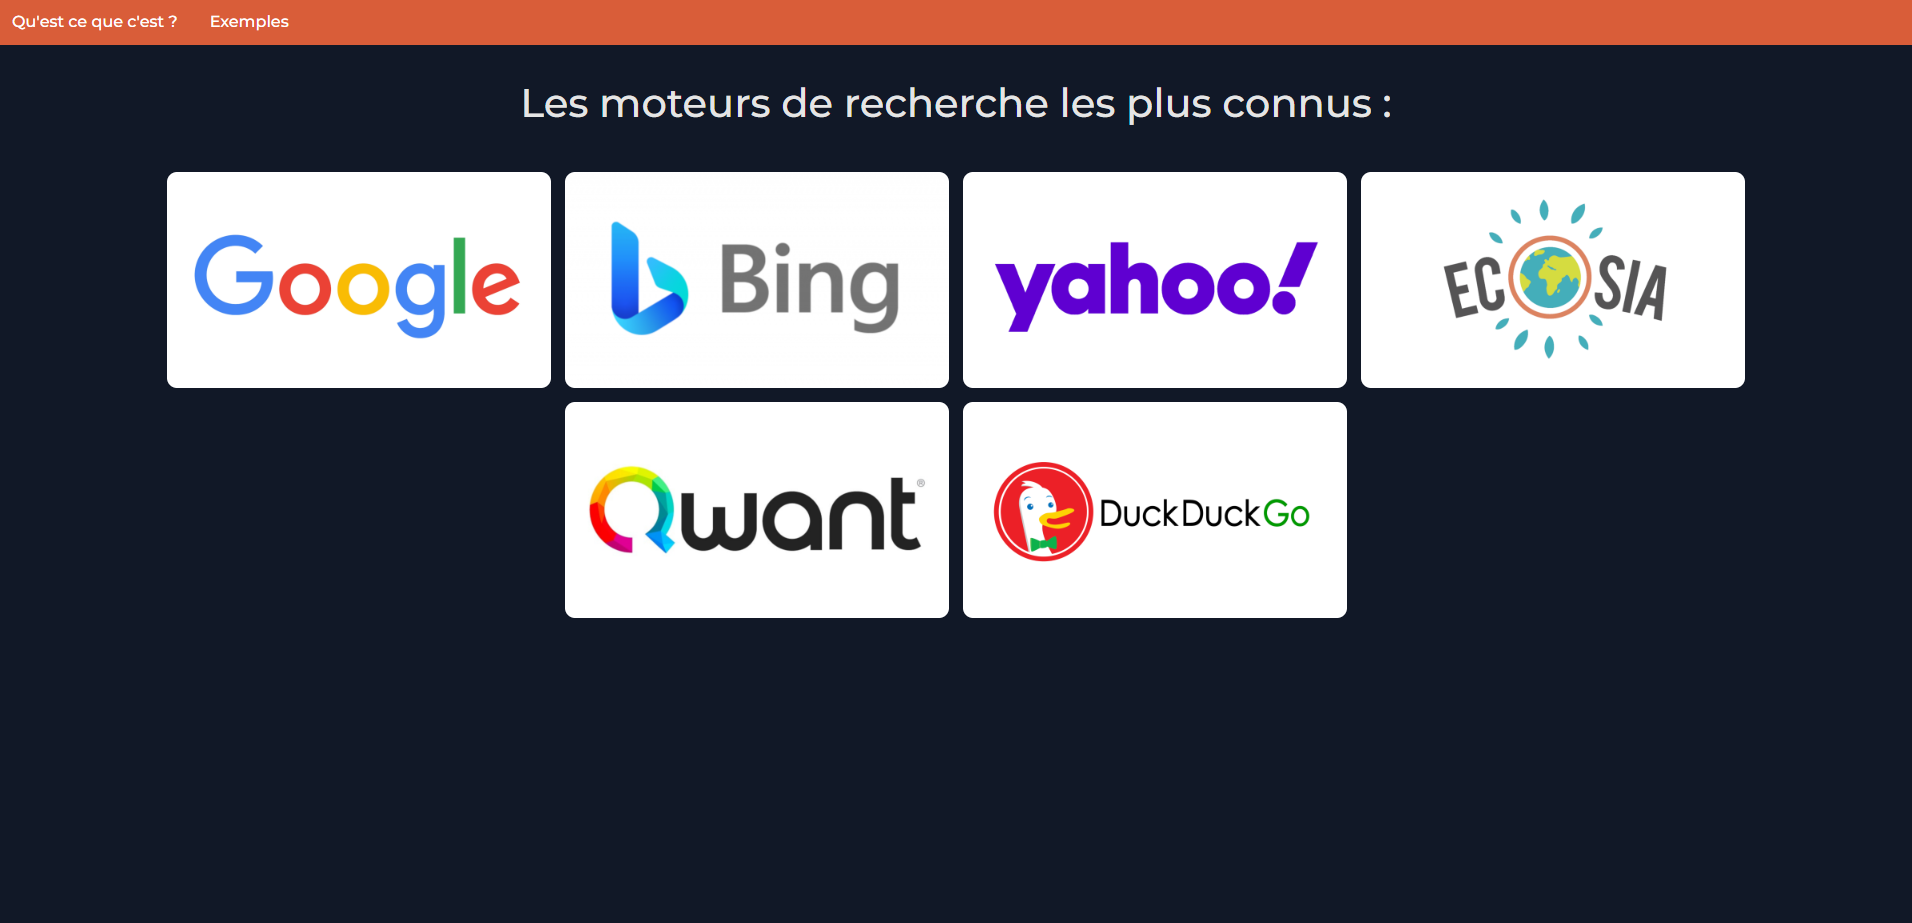 Qu'est ce que c'est ? Exemples
Les moteurs de recherche les plus connus :
Google
Bing
yahoo!
ECOSIA
Qwant®
DuckDuckGo